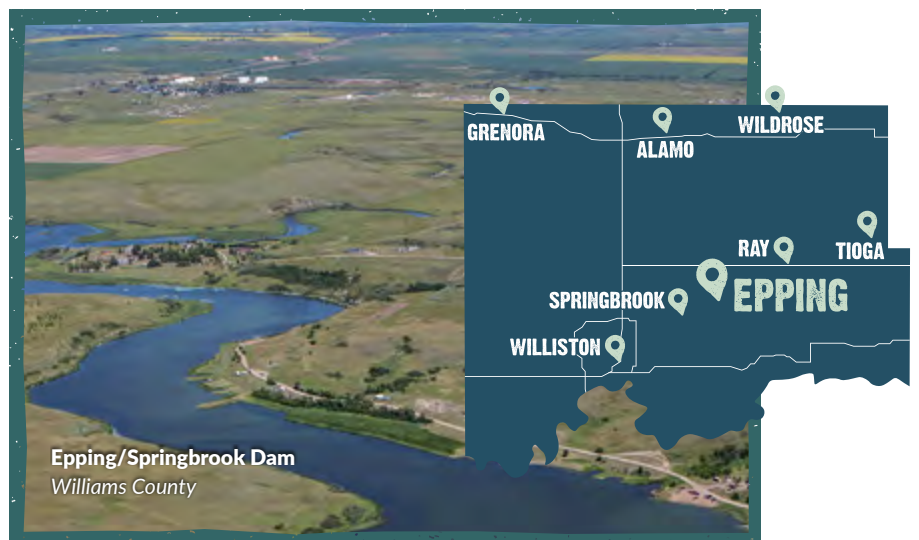 GRENORA
ALAMO
WILDROSE
RAY
TIOGA
SPRINGBROOK
EPPING
WILLISTON
Epping/Springbrook Dam
Williams County